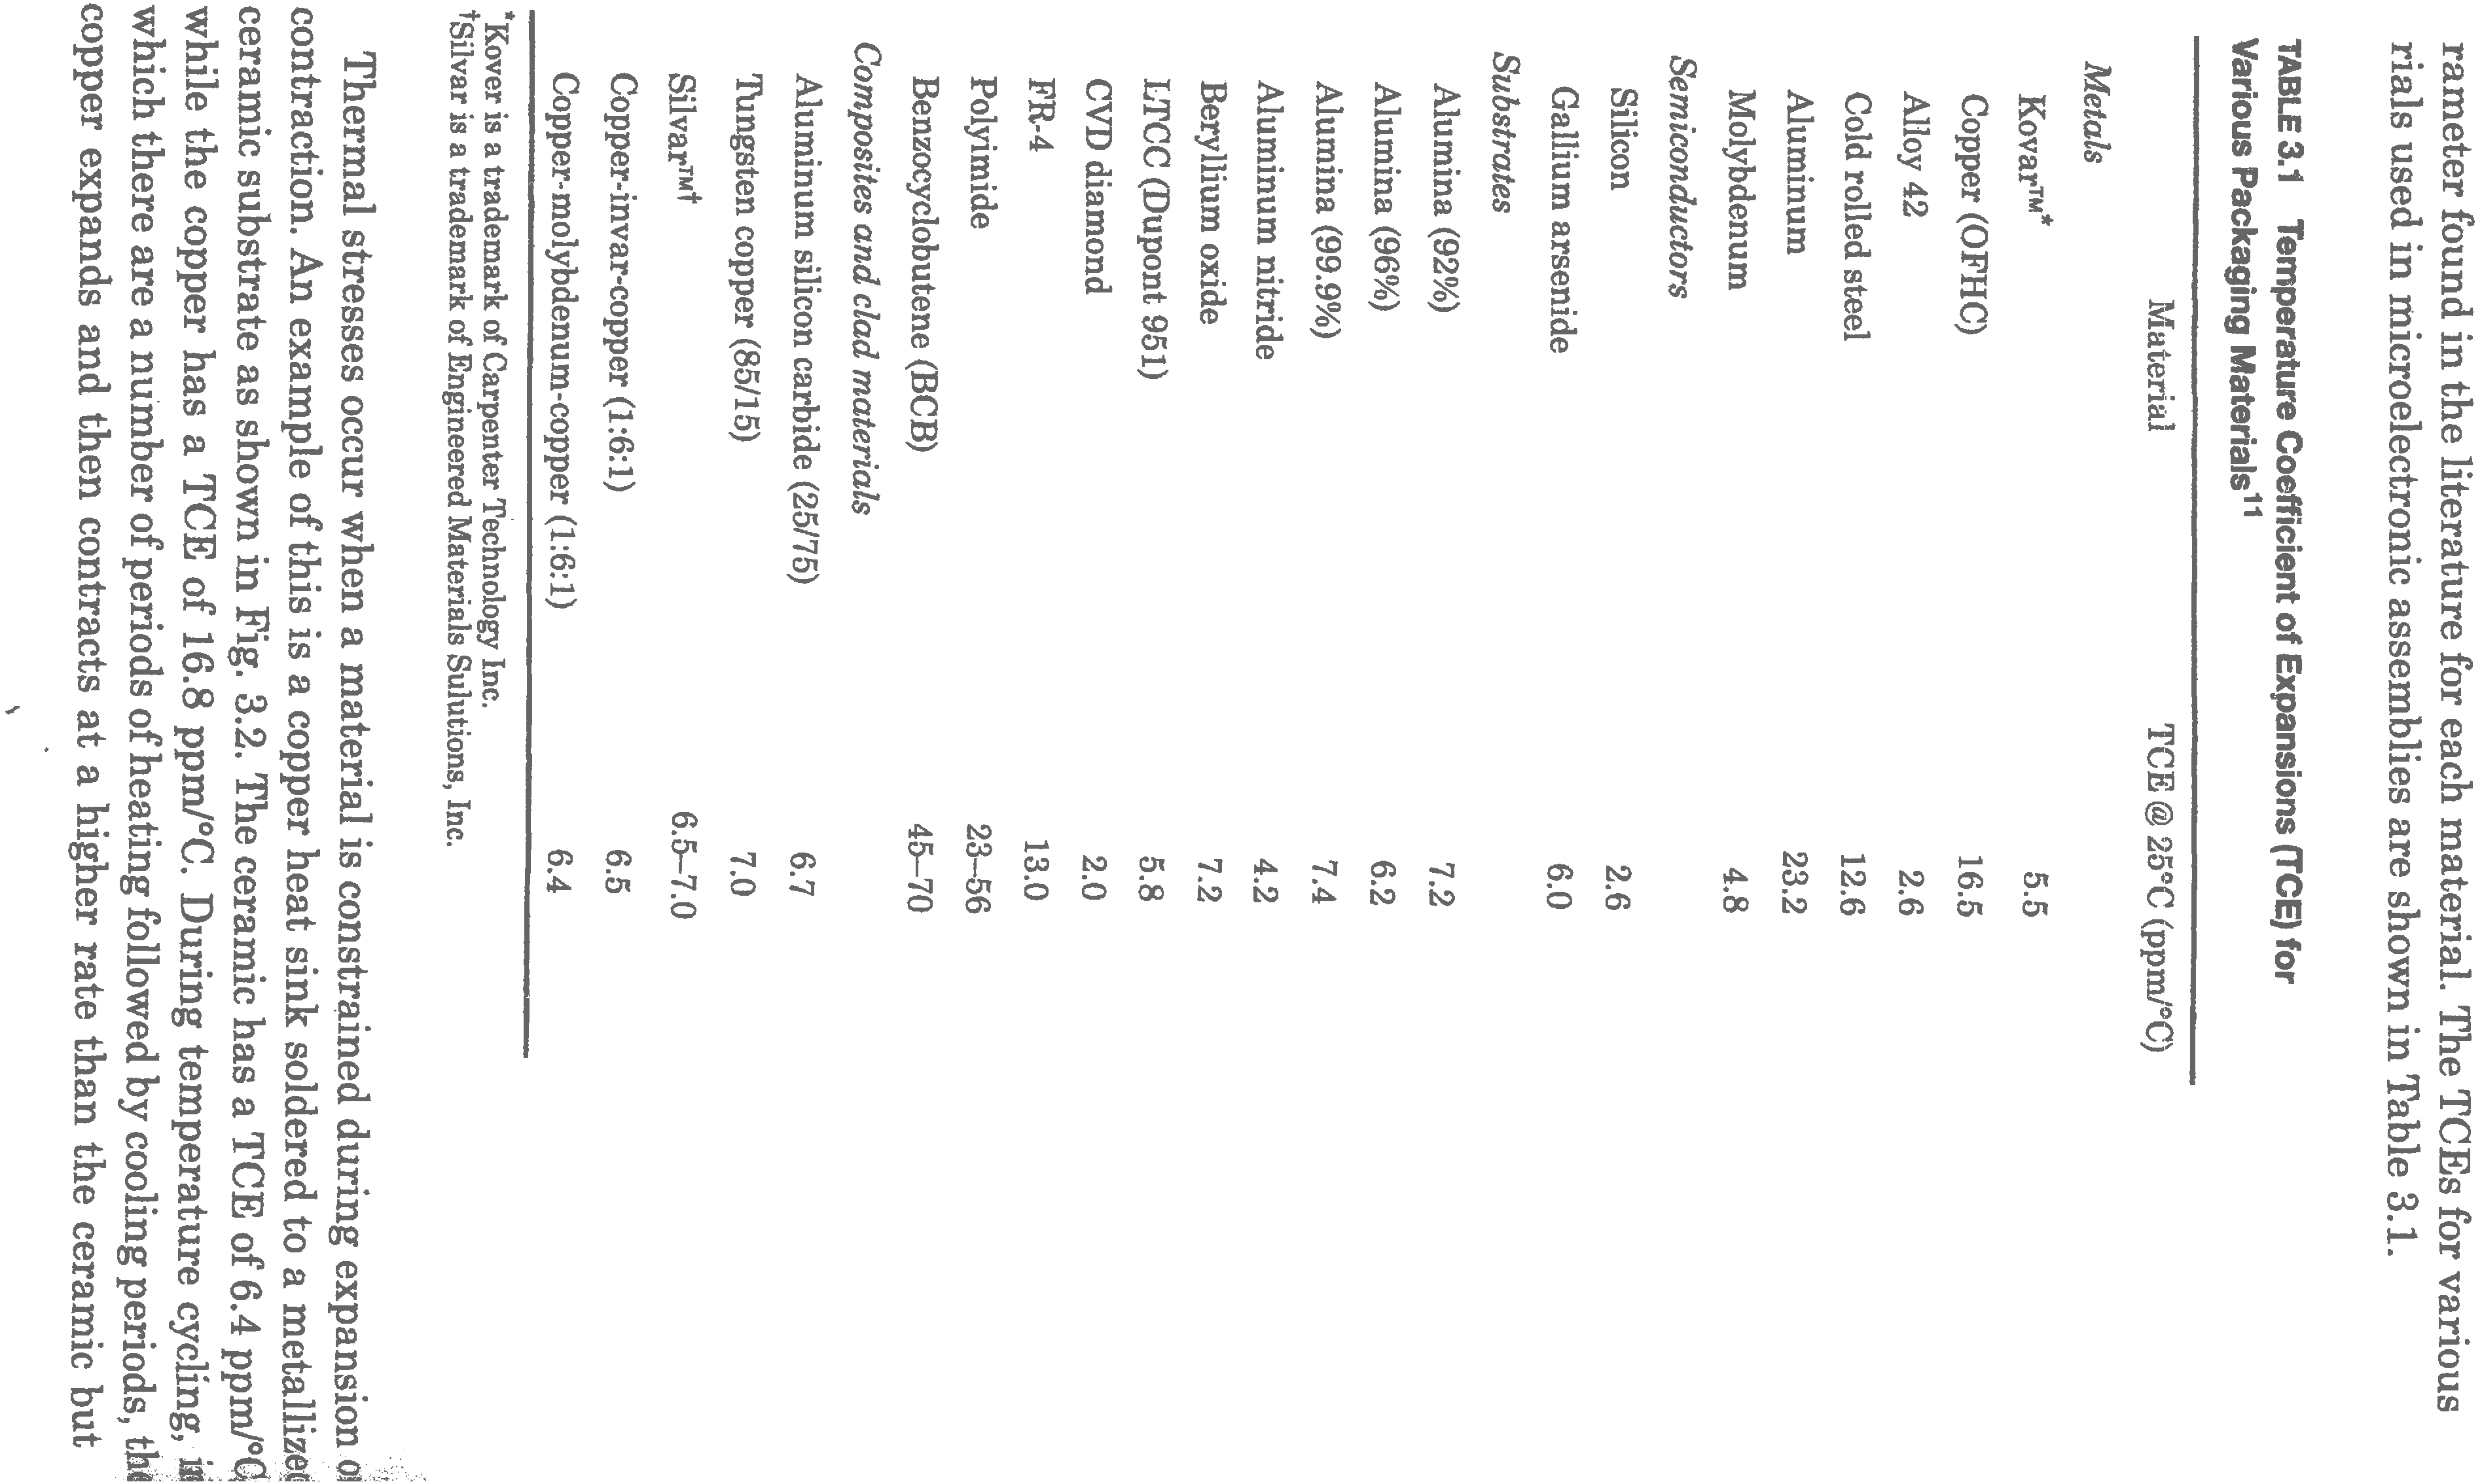 rameter found in the literature for each material. The TCEs for various
rials used in microelectronic assemblies are shown in Table 3.1.
TABLE 3.1 Temperature Coefficient of Expansions (TCE) for
Various Packaging Materials11
Material TCE @ 25°C (ppm/°C)
Metals
Kovar™* 5.5
Copper (OFHC) 16.5
Alloy 42 2.6
Cold rolled steel 12.6
Aluminum 23.2
Molybdenum 4.8
Semiconductors
Silicon 2.6
Gallium arsenide 6.0
Substrates
Alumina (92%) 7.2
Alumina (96%) 6.2
Alumina (99.9%) 7.4
Aluminum nitride 4.2
Beryllium oxide 7.2
LTCC (Dupont 951) 5.8
CVD diamond 2.0
FR-4 13.0
Polyimide 23–56
Benzocyclobutene (BCB) 45–70
Composites and clad materials
Aluminum silicon carbide (25/75) 6.7
Tungsten copper (85/15) 7.0
Silvar™† 6.5–7.0
Copper-invar-copper (1:6:1) 6.5
Copper-molybdenum-copper (1:6:1) 6.4
*Kover is a trademark of Carpenter Technology Inc.
†Silvar is a trademark of Engineered Materials Sulutions, Inc.
Thermal stresses occur when a material is constrained during expansion o
contraction. An example of this is a copper heat sink soldered to a metallized
ceramic substrate as shown in Fig. 3.2. The ceramic has a TCE of 6.4 ppm/°C
while the copper has a TCE of 16.8 ppm/°C. During temperature cycling, in
which there are a number of periods of heating followed by cooling periods, the
copper expands and then contracts at a higher rate than the ceramic but